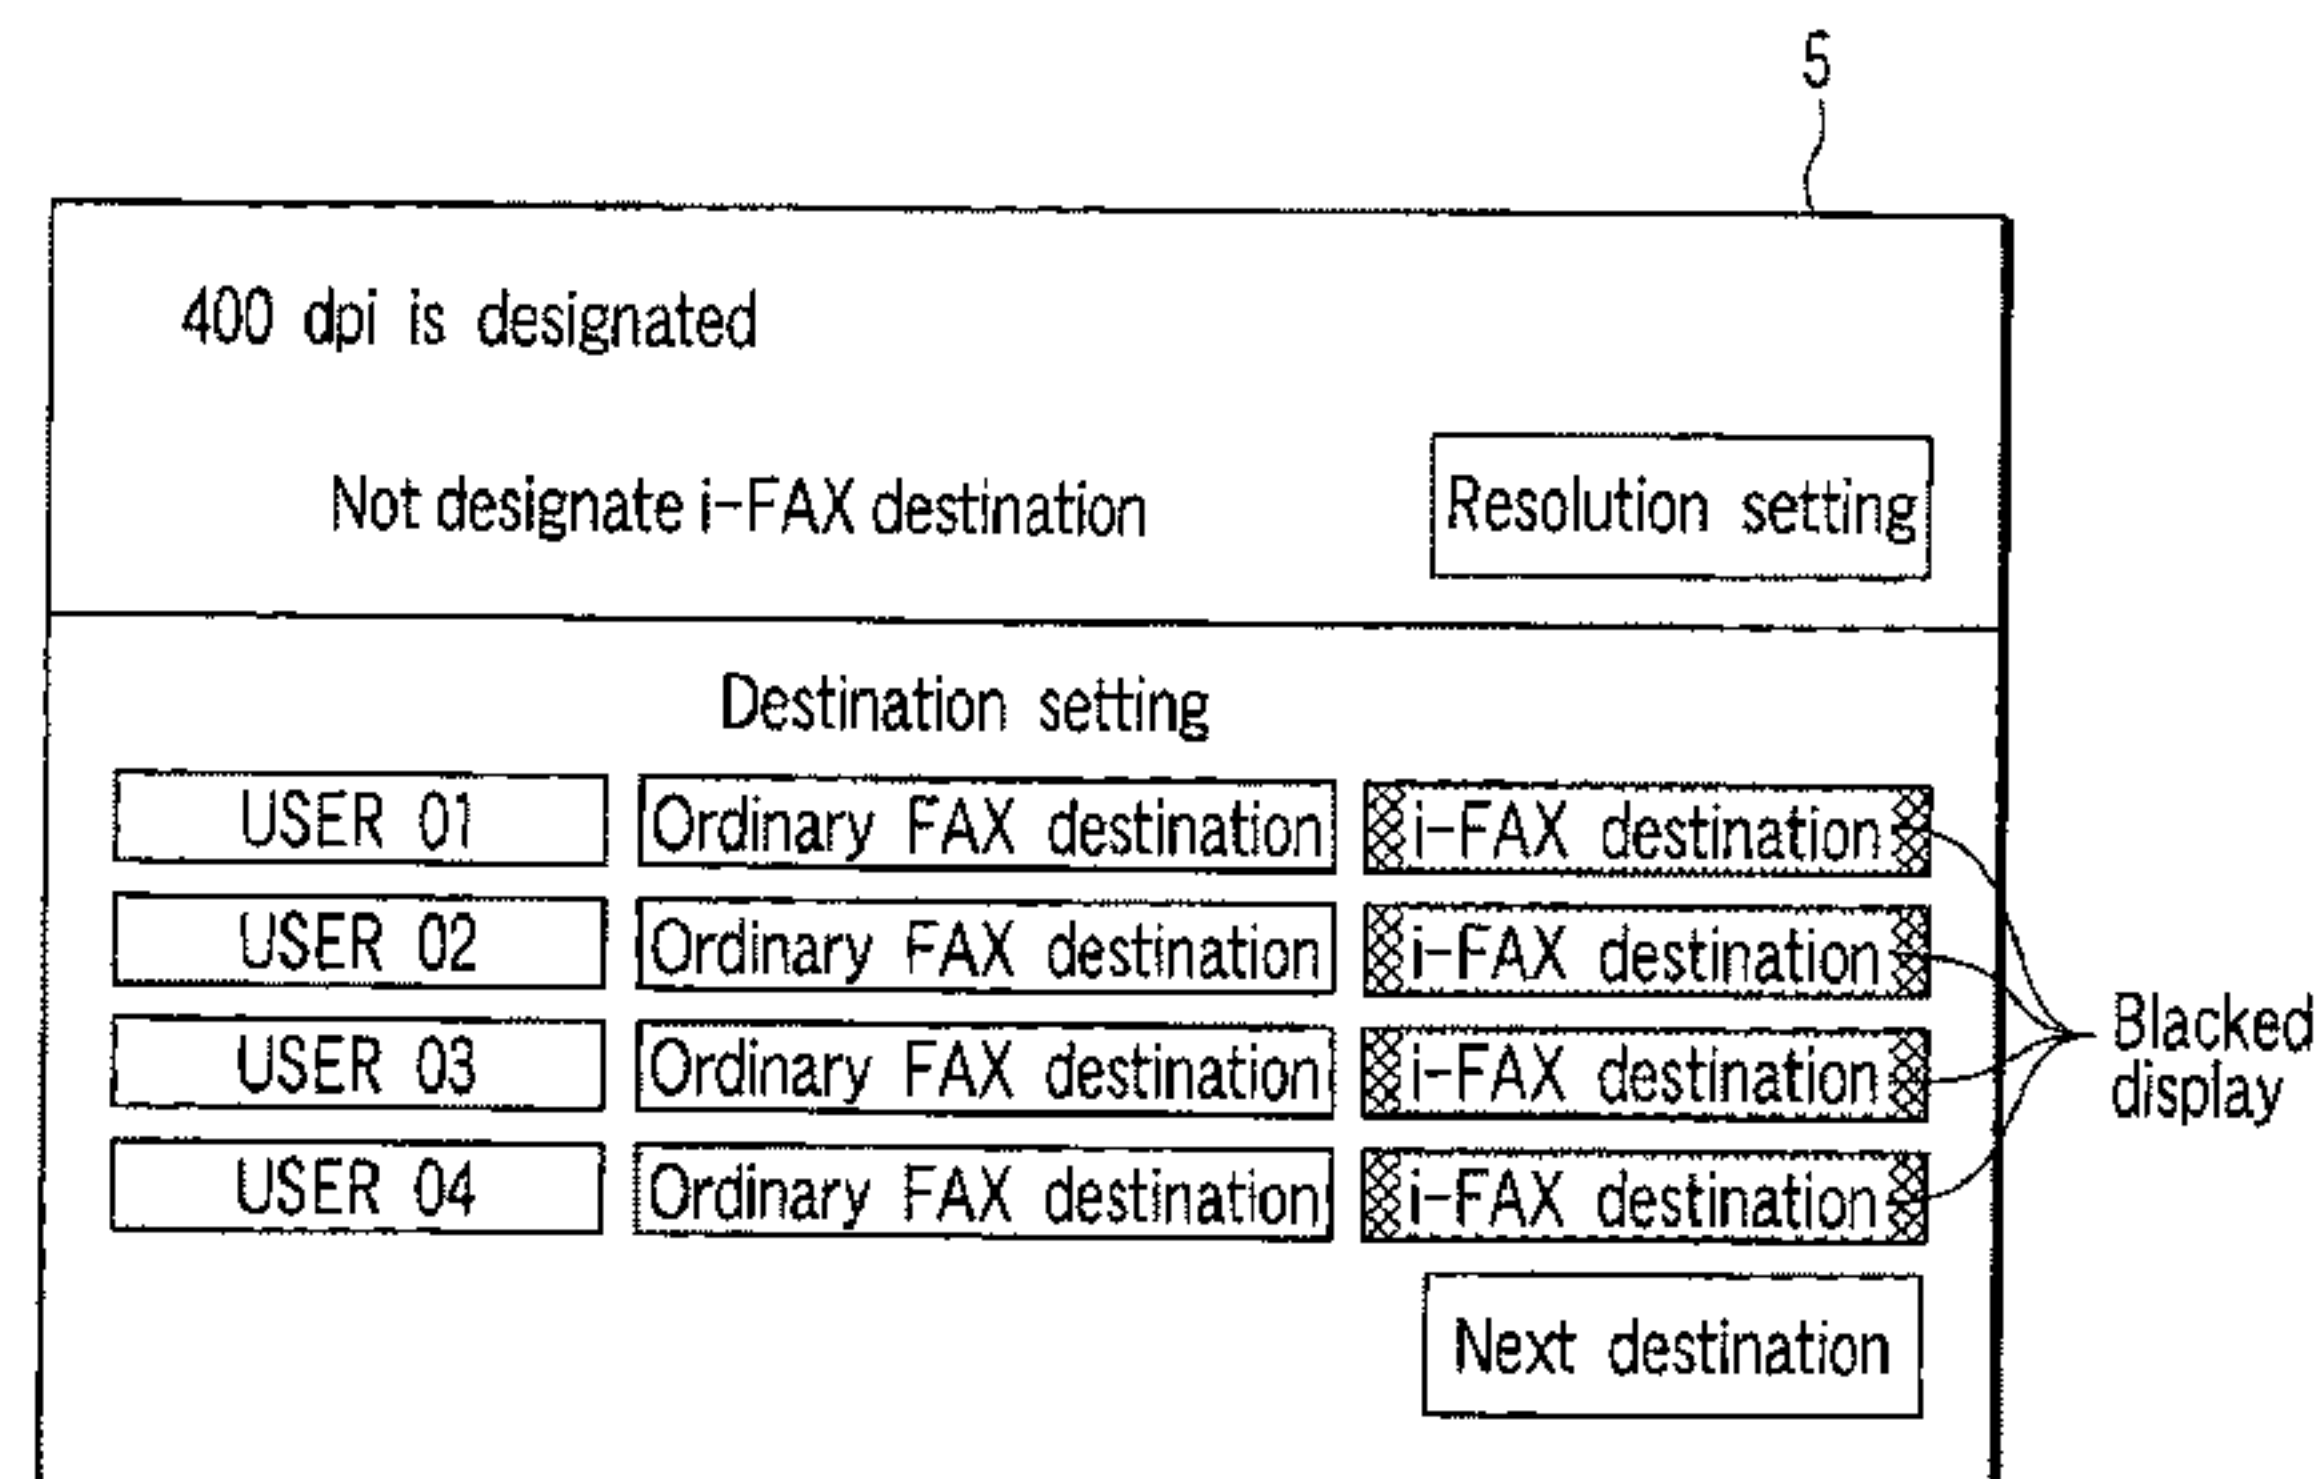 5
400 dpi is designated
Not designate i-FAX destination
Resolution setting
Destination setting
USER 01 Ordinary FAX destination i-FAX destination
USER 02 Ordinary FAX destination i-FAX destination
USER 03 Ordinary FAX destination i-FAX destination
USER 04 Ordinary FAX destination i-FAX destination
Blacked
display
Next destination